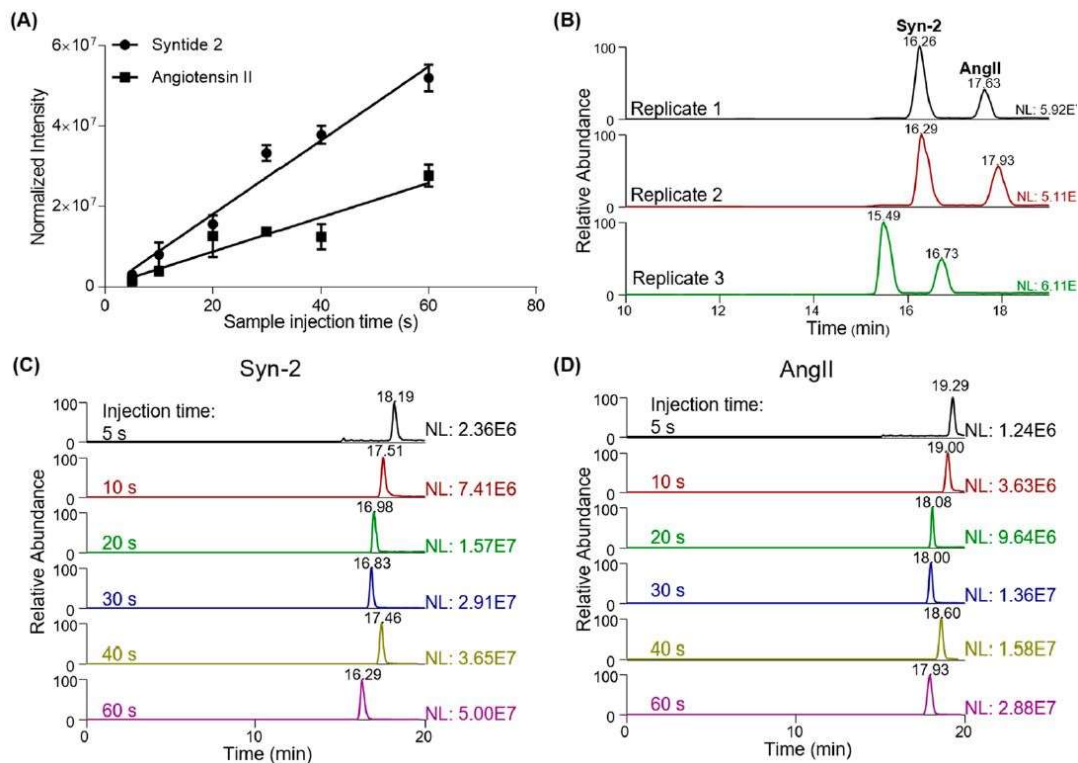 (A)
Syntide 2
Angiotensin II
6×10⁷
4×10⁷
2×10⁷
0
Normalized Intensity
0 20 40 60 80
Sample injection time (s)
(B)
Syn-2
16.26
AngII
17.63
100
Replicate 1
0
NL: 5.92E7
16.29
17.93
100
Replicate 2
0
NL: 5.11E7
15.49
16.73
100
Replicate 3
0
NL: 6.11E
Relative Abundance
10 12 14 16 18
Time (min)
(C)
Syn-2
Injection time:
18.19
100
5 s
0
NL: 2.36E6
17.51
100
10 s
0
NL: 7.41E6
16.98
100
20 s
0
NL: 1.57E7
16.83
100
30 s
0
NL: 2.91E7
17.46
100
40 s
0
NL: 3.65E7
16.29
100
60 s
0
NL: 5.00E7
Relative Abundance
0 10 20
Time (min)
(D)
AngII
Injection time:
19.29
100
5 s
0
NL: 1.24E6
19.00
100
10 s
0
NL: 3.63E6
18.08
100
20 s
0
NL: 9.64E6
18.00
100
30 s
0
NL: 1.36E7
18.60
100
40 s
0
NL: 1.58E7
17.93
100
60 s
0
NL: 2.88E7
Relative Abundance
0 10 20
Time (min)